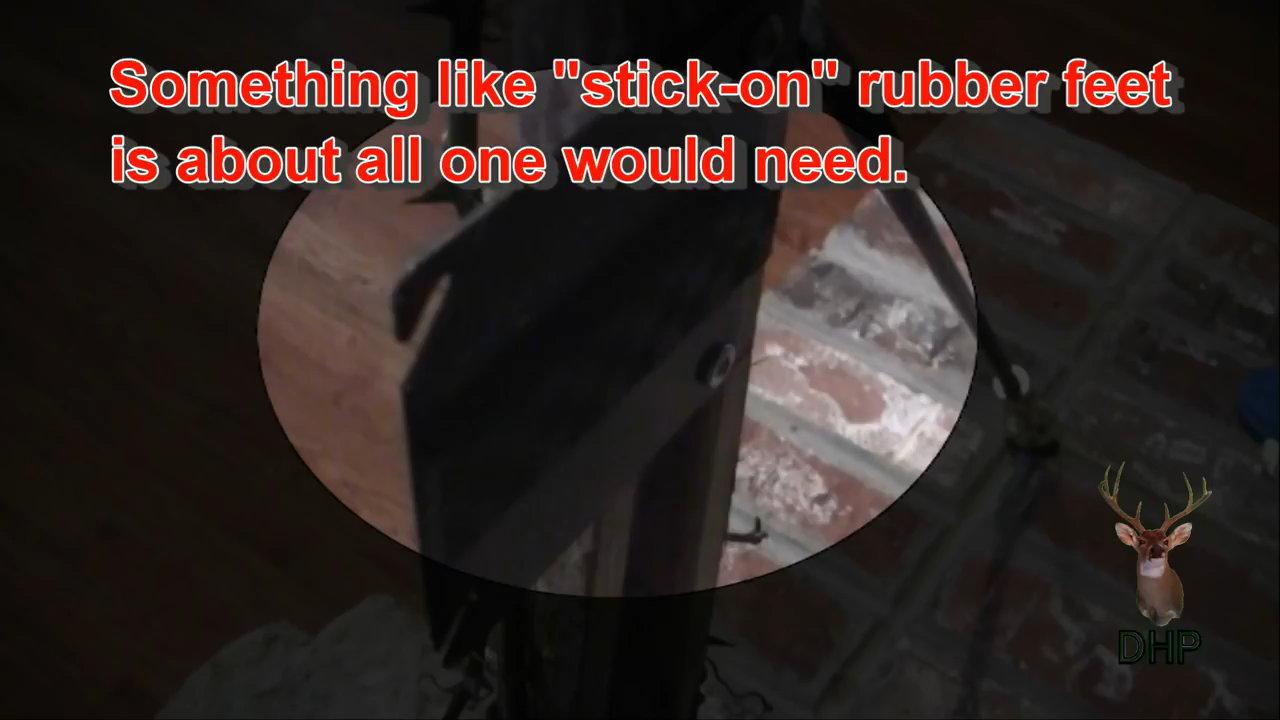 Something like "stick-on" rubber feet
is about all one would need.
DHP